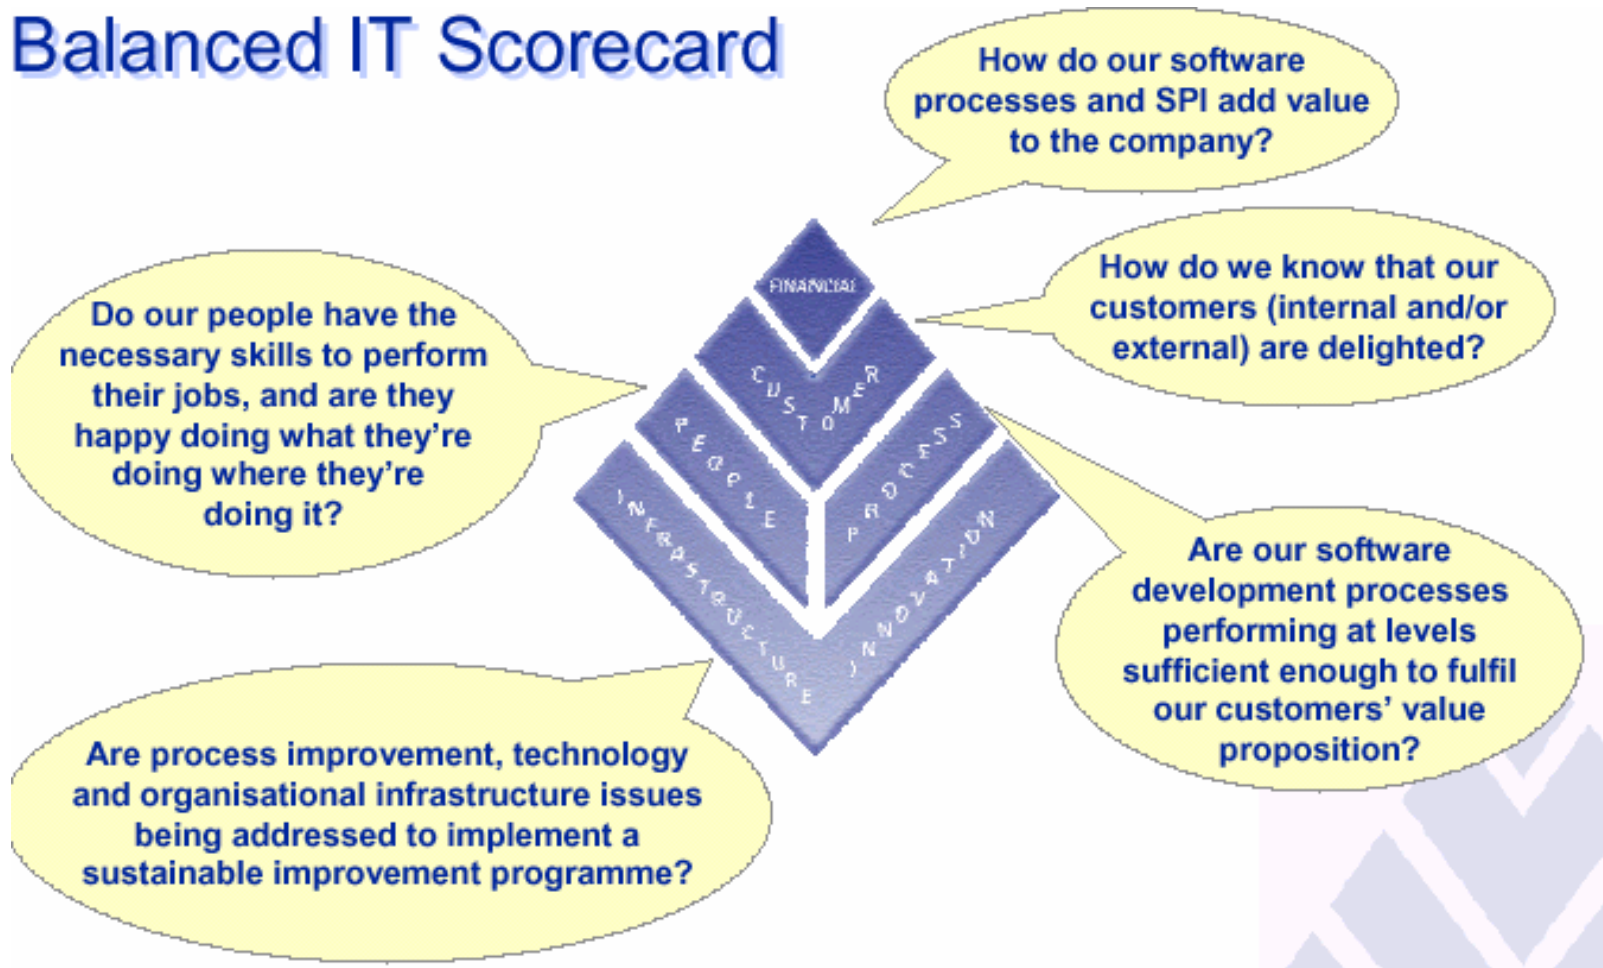 Balanced IT Scorecard
How do our software
processes and SPI add value
to the company?
How do we know that our
customers (internal and/or
external) are delighted?
Do our people have the
necessary skills to perform
their jobs, and are they
happy doing what they're
doing where they're
doing it?
FINANCIAL
CUSTOMER
PEOPLE
PROCESS
INFRASTRUCTURE
INNOVATION
Are our software
development processes
performing at levels
sufficient enough to fulfil
our customers' value
proposition?
Are process improvement, technology
and organisational infrastructure issues
being addressed to implement a
sustainable improvement programme?